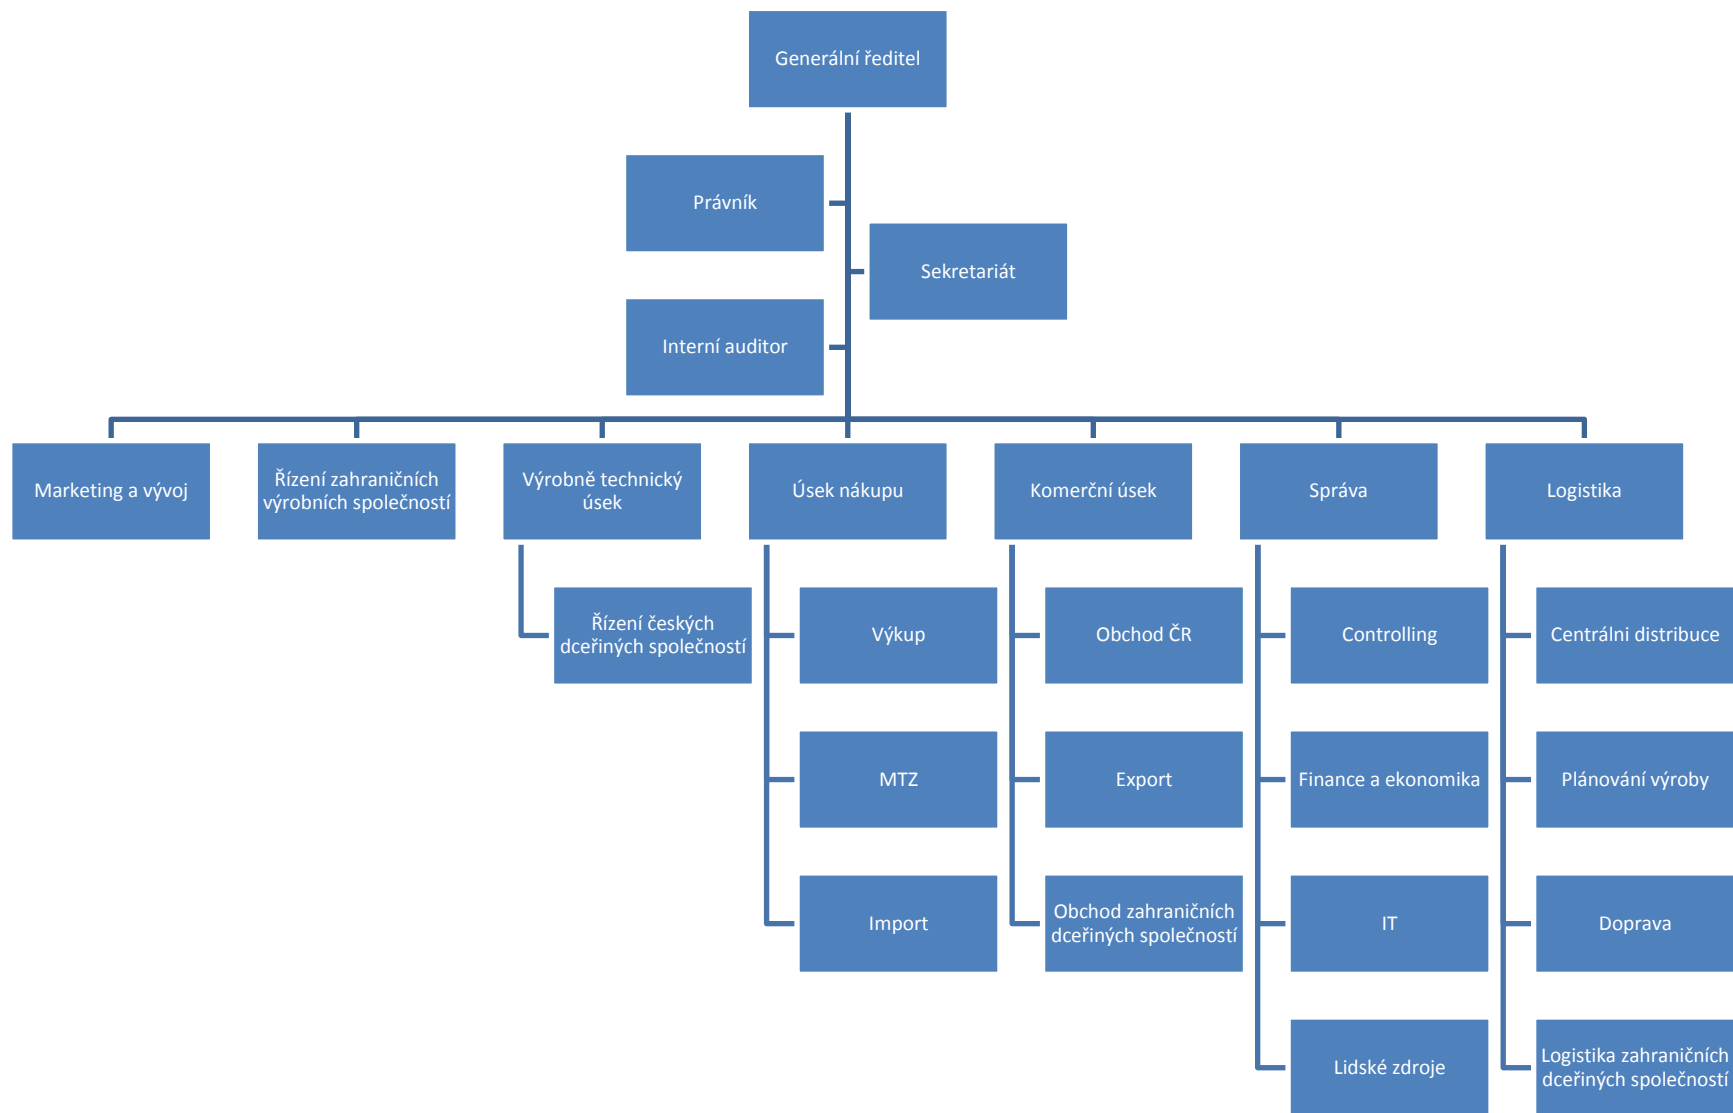 Generální ředitel
Právník
Sekretariát
Interní auditor
Marketing a vývoj
Řízení zahraničních
výrobních společností
Výrobně technický
úsek
Úsek nákupu
Komerční úsek
Správa
Logistika
Řízení českých
dceřiných společností
Výkup
Obchod ČR
Controlling
Centrálni distribuce
MTZ
Export
Finance a ekonomika
Plánování výroby
Import
Obchod zahraničních
dceřiných společností
IT
Doprava
Lidské zdroje
Logistika zahraničních
dceřiných společností